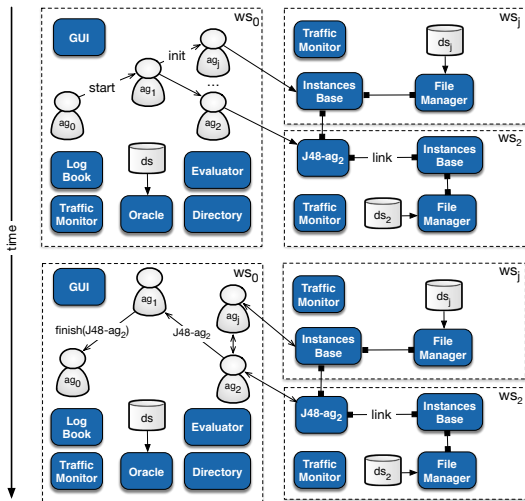 ws0
GUI
init
agj
start
ag1
...
ag0
ag2
Log
Book
ds
Evaluator
Traffic
Monitor
Oracle
Directory
wsj
Traffic
Monitor
dsj
Instances
Base
File
Manager
ws2
J48-ag2
link
Instances
Base
Traffic
Monitor
ds2
File
Manager
time
ws0
GUI
ag1
finish(J48-ag2)
J48-ag2
agj
ag0
ag2
Log
Book
ds
Evaluator
Traffic
Monitor
Oracle
Directory
wsj
Traffic
Monitor
dsj
Instances
Base
File
Manager
ws2
J48-ag2
link
Instances
Base
Traffic
Monitor
ds2
File
Manager